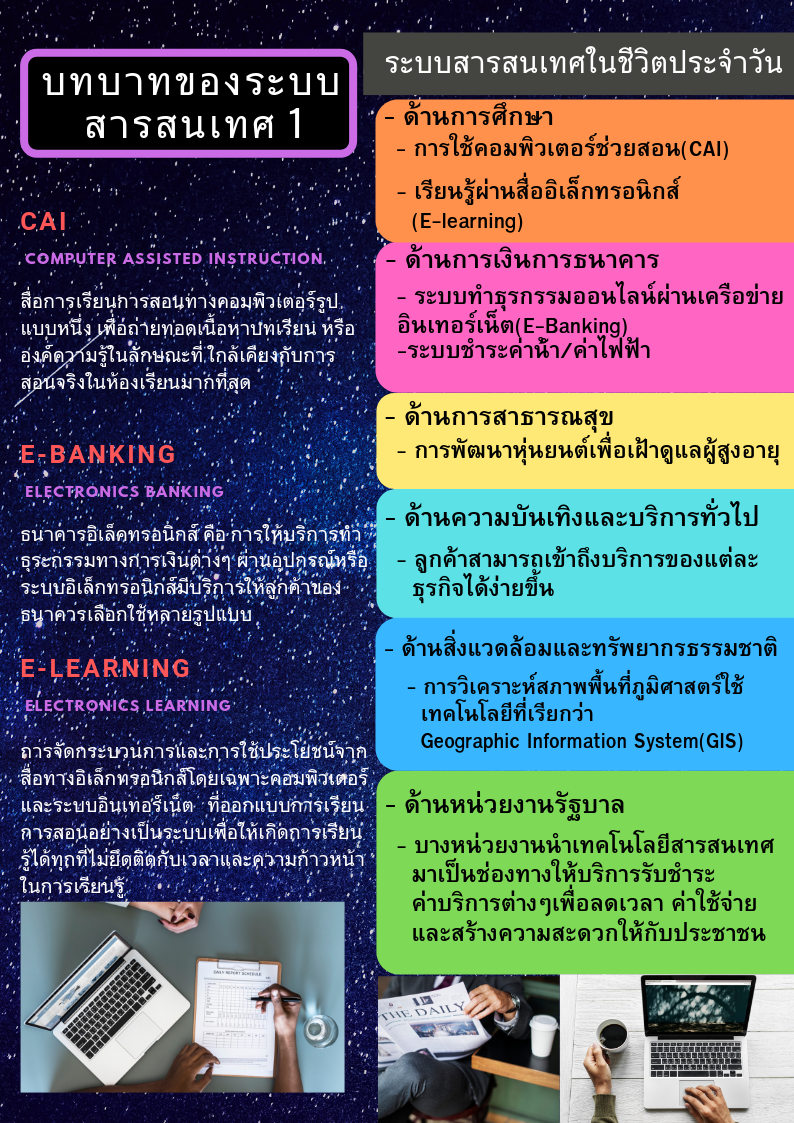 บทบาทของระบบ
สารสนเทศ 1
CAI
COMPUTER ASSISTED INSTRUCTION
สื่อการเรียนการสอนทางคอมพิวเตอร์รูป
แบบหนึ่ง เพื่อถ่ายทอดเนื้อหาบทเรียน หรือ
องค์ความรู้ในลักษณะที่ ใกล้เคียงกับการ
สอนจริงในห้องเรียนมากที่สุด
E-BANKING
ELECTRONICS BANKING
ธนาคารอิเล็คทรอนิกส์ คือ การให้บริการทำ
ธุระกรรมทางการเงินต่างๆ ผ่านอุปกรณ์หรือ
ระบบอิเล็กทรอนิกส์มีบริการให้ลูกค้าของ
ธนาควรเลือกใช้หลายรูปแบบ
E-LEARNING
ELECTRONICS LEARNING
การจัดกระบวนการและการใช้ประโยชน์จาก
สื่อทางอิเล็กทรอนิกส์โดยเฉพาะคอมพิวเตอร์
และระบบอินเทอร์เน็ต ที่ออกแบบการเรียน
การสอนอย่างเป็นระบบเพื่อให้เกิดการเรียน
รู้ได้ทุกที่ไม่ยึดติดกับเวลาและความก้าวหน้า
ในการเรียนรู้
ระบบสารสนเทศในชีวิตประจำวัน
- ด้านการศึกษา
- การใช้คอมพิวเตอร์ช่วยสอน(CAI)
- เรียนรู้ผ่านสื่ออิเล็กทรอนิกส์
(E-learning)
- ด้านการเงินการธนาคาร
- ระบบทำธุรกรรมออนไลน์ผ่านเครือข่าย
อินเทอร์เน็ต(E-Banking)
-ระบบชำระค่าน้ำ/ค่าไฟฟ้า
- ด้านการสาธารณสุข
- การพัฒนาหุ่นยนต์เพื่อเฝ้าดูแลผู้สูงอายุ
- ด้านความบันเทิงและบริการทั่วไป
- ลูกค้าสามารถเข้าถึงบริการของแต่ละ
ธุรกิจได้ง่ายขึ้น
- ด้านสิ่งแวดล้อมและทรัพยากรธรรมชาติ
- การวิเคราะห์สภาพพื้นที่ภูมิศาสตร์ใช้
เทคโนโลยีที่เรียกว่า
Geographic Information System(GIS)
- ด้านหน่วยงานรัฐบาล
- บางหน่วยงานนำเทคโนโลยีสารสนเทศ
มาเป็นช่องทางให้บริการรับชำระ
ค่าบริการต่างๆเพื่อลดเวลา ค่าใช้จ่าย
และสร้างความสะดวกให้กับประชาชน
DAILY REPORT SCHEDULE
THE DAILY